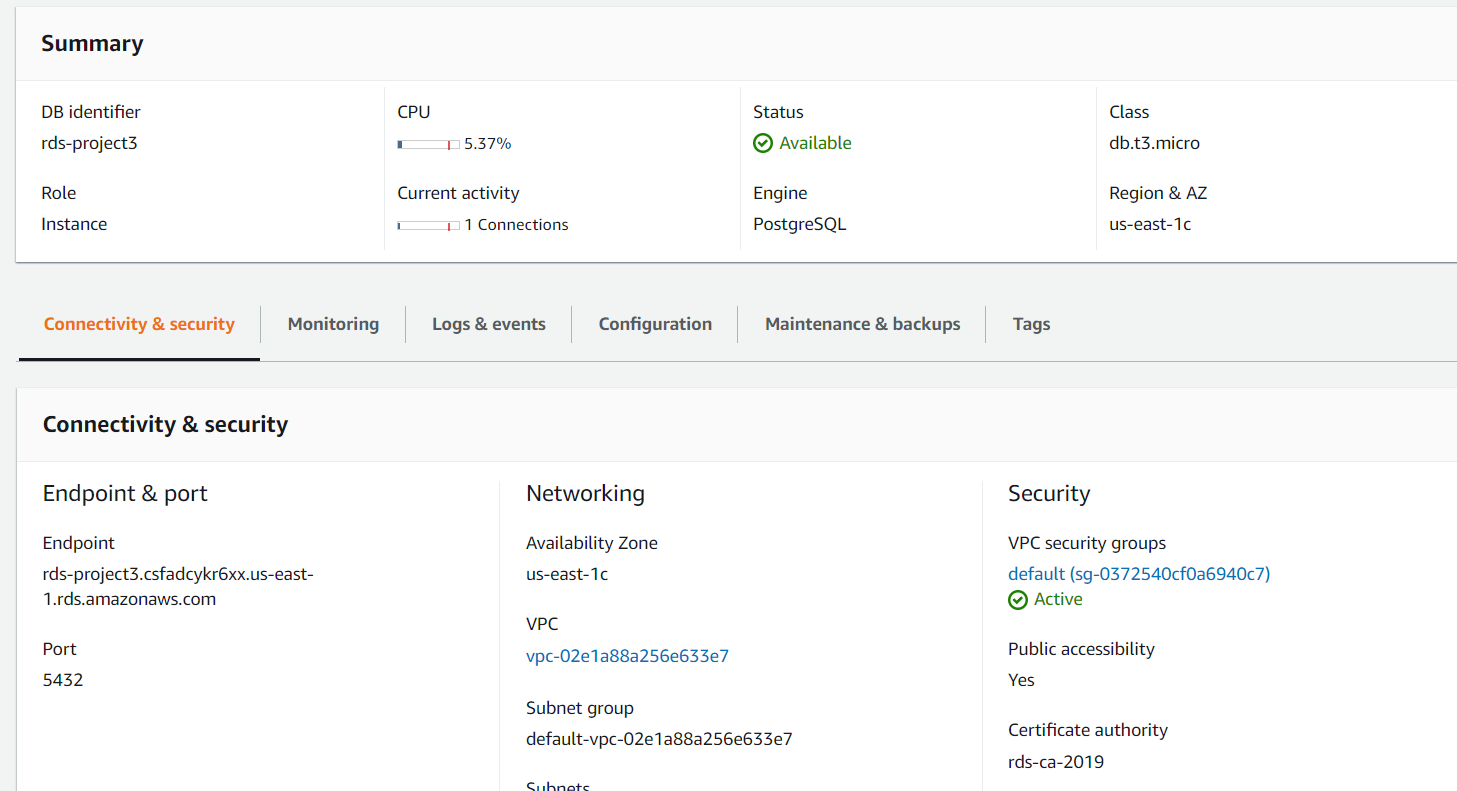 Summary
DB identifier
rds-project3
CPU
5.37%
Status
Available
Class
db.t3.micro
Role
Instance
Current activity
1 Connections
Engine
PostgreSQL
Region & AZ
us-east-1c
Connectivity & security
Monitoring
Logs & events
Configuration
Maintenance & backups
Tags
Connectivity & security
Endpoint & port
Endpoint
rds-project3.csfadcykr6xx.us-east-
1.rds.amazonaws.com
Port
5432
Networking
Availability Zone
us-east-1c
VPC
vpc-02e1a88a256e633e7
Subnet group
default-vpc-02e1a88a256e633e7
Subnets
Security
VPC security groups
default (sg-0372540cf0a6940c7)
Active
Public accessibility
Yes
Certificate authority
rds-ca-2019